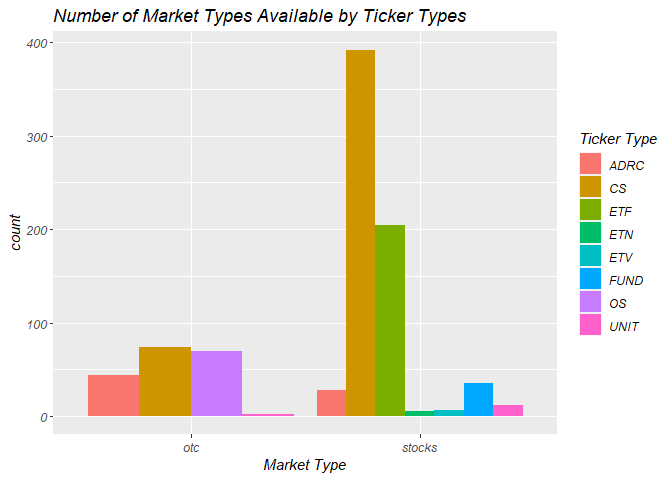 Number of Market Types Available by Ticker Types
400
300
200
100
0
count
otc
stocks
Market Type
Ticker Type
ADRC
CS
ETF
ETN
ETV
FUND
OS
UNIT